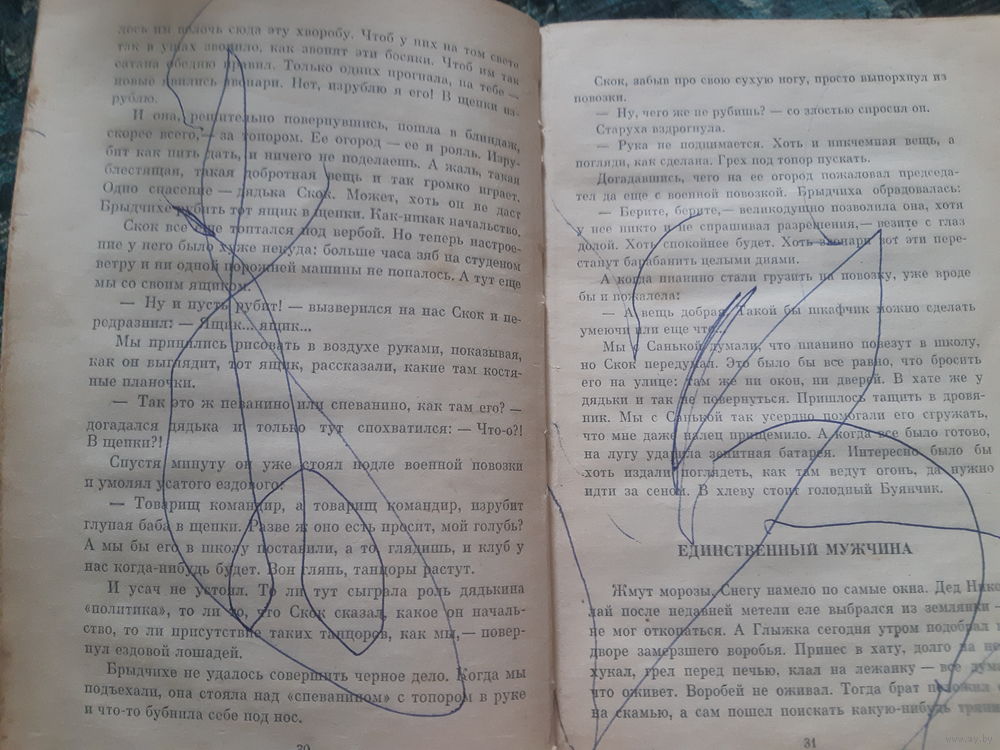 лось им волочь сюда эту хворобу. Чтоб у них на том свете
так в ушах звонило, как звонят эти босяки. Чтоб им так
сатана обедню правил. Только одних прогнала, на тебе —
новые явились звонари. Нет, изрублю я его! В щепки из-
рублю.
И она, решительно повернувшись, пошла в блиндаж,
скорее всего,— за топором. Ее огород — ее и рояль. Изру-
бит как пить дать, и ничего не поделаешь. А жаль, такая
блестящая, такая добротная вещь и так громко играет.
Одно спасение — дядька Скок. Может, хоть он не даст
Брыдчихе рубить тот ящик в щепки. Как-никак начальство.
Скок все еще топтался под вербой. Но теперь настрое-
ние у него было хуже некуда: больше часа зяб на студеном
ветру и ни одной порожней машины не попалось. А тут еще
мы со своим ящиком.
— Ну и пусть рубит! — вызверился на нас Скок и пе-
редразнил: — Ящик... ящик...
Мы принялись рисовать в воздухе руками, показывая,
как он выглядит, тот ящик, рассказали, какие там костя-
ные планочки.
— Так это ж певанино или спеванино, как там его? —
догадался дядька и только тут спохватился: — Что-о?!
В щепки?!
Спустя минуту он уже стоял подле военной повозки
и умолял усатого ездового:
— Товарищ командир, а товарищ командир, изрубит
глупая баба в щепки. Разве ж оно есть просит, мой голубь?
А мы бы его в школу поставили, а то, глядишь, и клуб у
нас когда-нибудь будет. Вон глянь, танцоры растут.
И усач не устоял. То ли тут сыграла роль дядькина
«политика», то ли то, что Скок сказал, какое он началь-
ство, то ли присутствие таких танцоров, как мы,— повер-
нул ездовой лошадей.
Брыдчихе не удалось совершить черное дело. Когда мы
подъехали, она стояла над «спеванином» с топором в руке
и что-то бубнила себе под нос.
30
Скок, забыв про свою сухую ногу, просто выпорхнул из
повозки.
— Ну, чего же не рубишь? — со злостью спросил он.
Старуха вздрогнула.
— Рука не поднимается. Хоть и никчемная вещь, а
погляди, как сделана. Грех под топор пускать.
Догадавшись, чего на ее огород пожаловал председа-
тел да еще с военной повозкой. Брыдчиха обрадовалась:
— Берите, берите,— великодушно позволила она, хотя
у нее никто и не спрашивал разрешения,— везите с глаз
долой. Хоть спокойнее будет. Хоть звонари вот эти пере-
станут барабанить целыми днями.
А когда пианино стали грузить на повозку, уже вроде
бы и пожалела:
— А вещь добрая. Такой бы шкафчик можно сделать
умеючи или еще что...
Мы с Санькой думали, что пианино повезут в школу,
но Скок передумал. Это было бы все равно, что бросить
его на улице: там же ни окон, ни дверей. В хате же у
дядьки и так не повернуться. Пришлось тащить в дровя-
ник. Мы с Санькой так усердно помогали его сгружать,
что мне даже палец прищемило. А когда все было готово,
на лугу ударила зенитная батарея. Интересно было бы
хоть издали поглядеть, как там ведут огонь, да нужно
идти за сеном. В хлеву стоит голодный Буянчик.
ЕДИНСТВЕННЫЙ МУЖЧИНА
Жмут морозы. Снегу намело по самые окна. Дед Нико-
лай после недавней метели еле выбрался из землянки —
не мог откопаться. А Глыжка сегодня утром подобрал
дворе замерзшего воробья. Принес в хату, долго на
хукал, грел перед печью, клал на лежанку — все
что оживет. Воробей не оживал. Тогда брат положил
на скамью, а сам пошел поискать какую-нибудь
31
www.ay.by